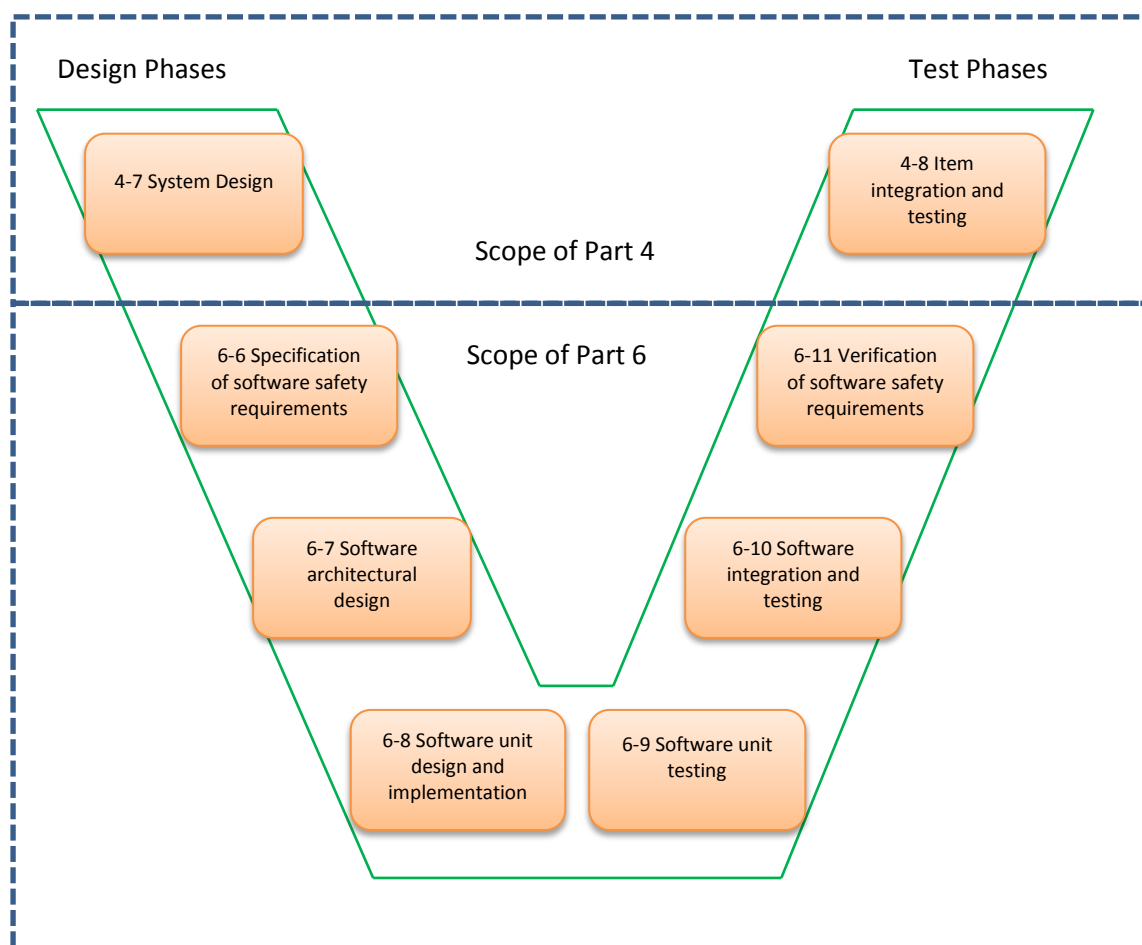 Design Phases
Test Phases
4-7 System Design
4-8 Item
integration and
testing
Scope of Part 4
Scope of Part 6
6-6 Specification
of software safety
requirements
6-11 Verification
of software safety
requirements
6-7 Software
architectural
design
6-10 Software
integration and
testing
6-8 Software unit
design and
implementation
6-9 Software unit
testing